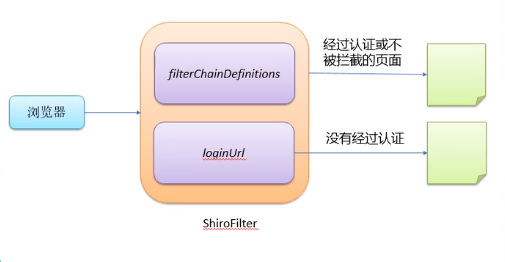 经过认证或不
被拦截的页面
filterChainDefinitions
浏览器
loginUrl
没有经过认证
ShiroFilter